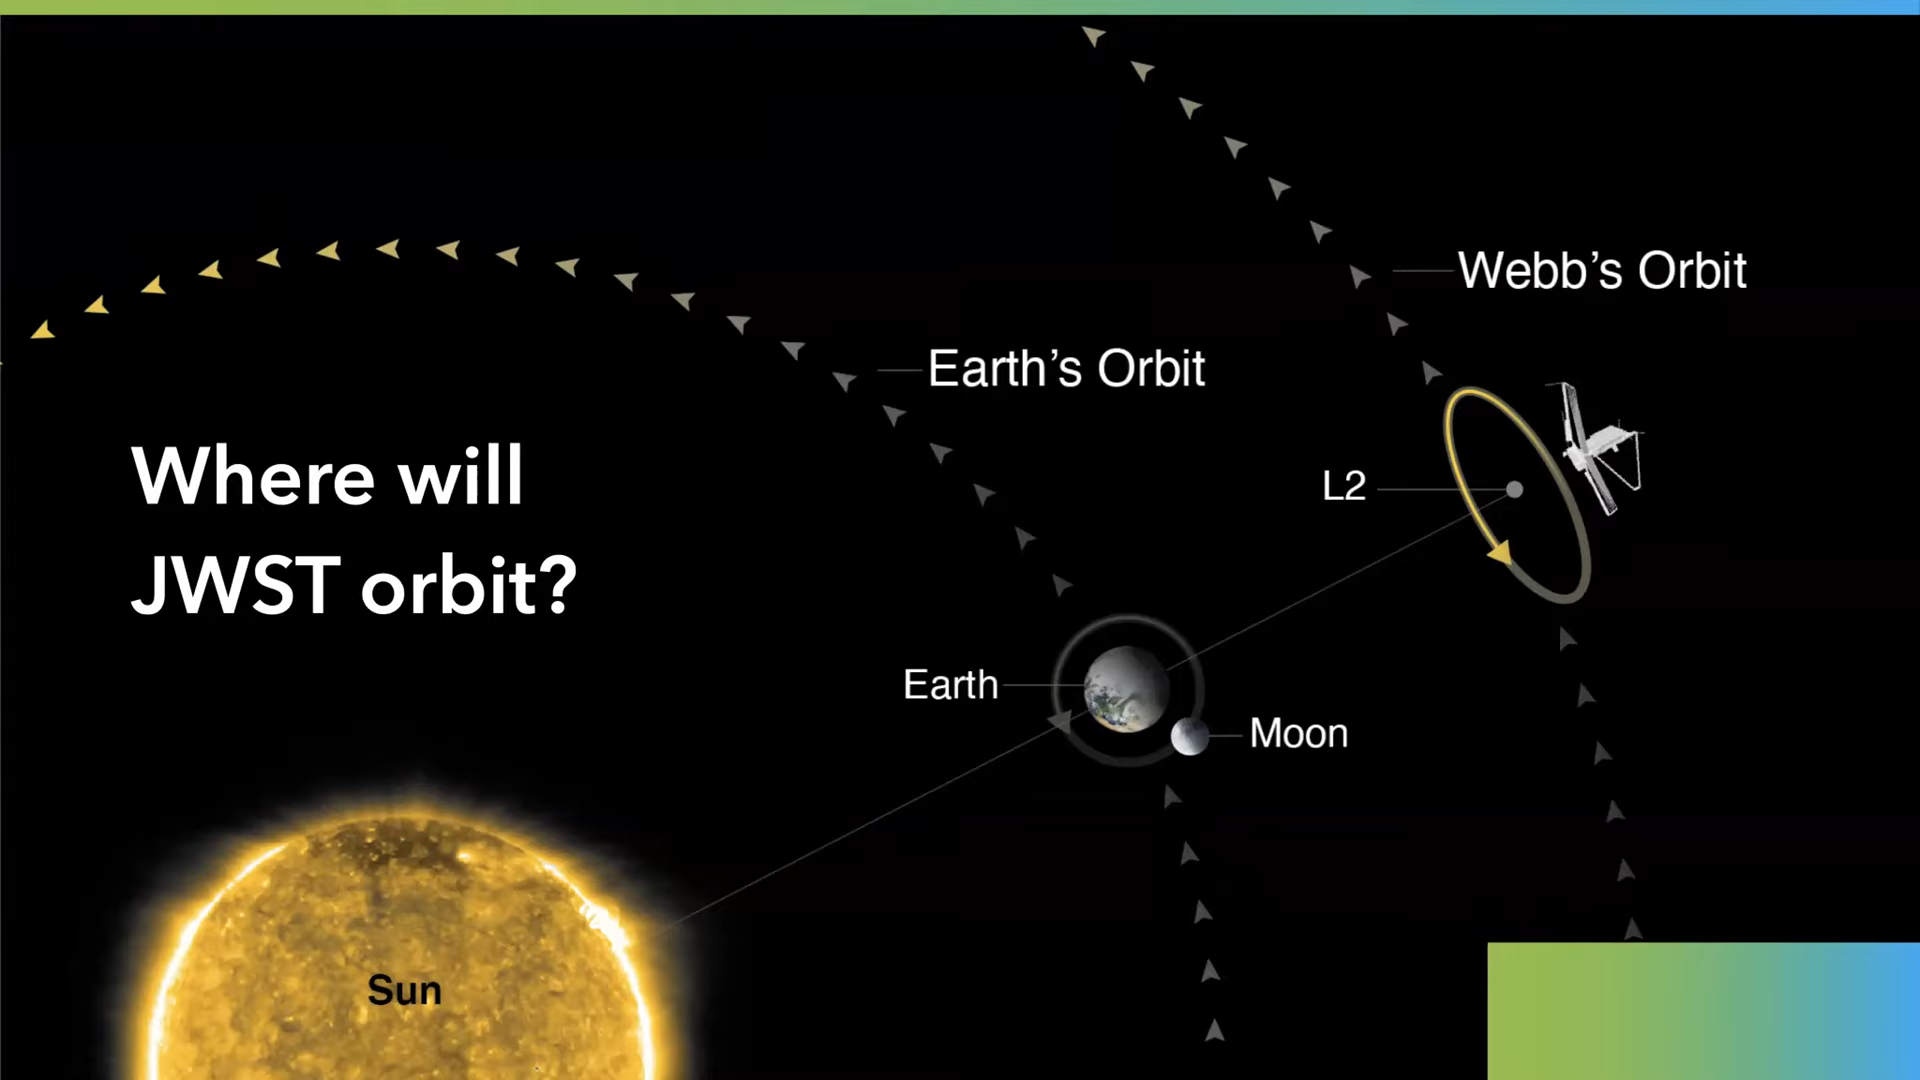 Webb’s Orbit
Earth’s Orbit
Where will
JWST orbit?
L2
Earth
Moon
Sun